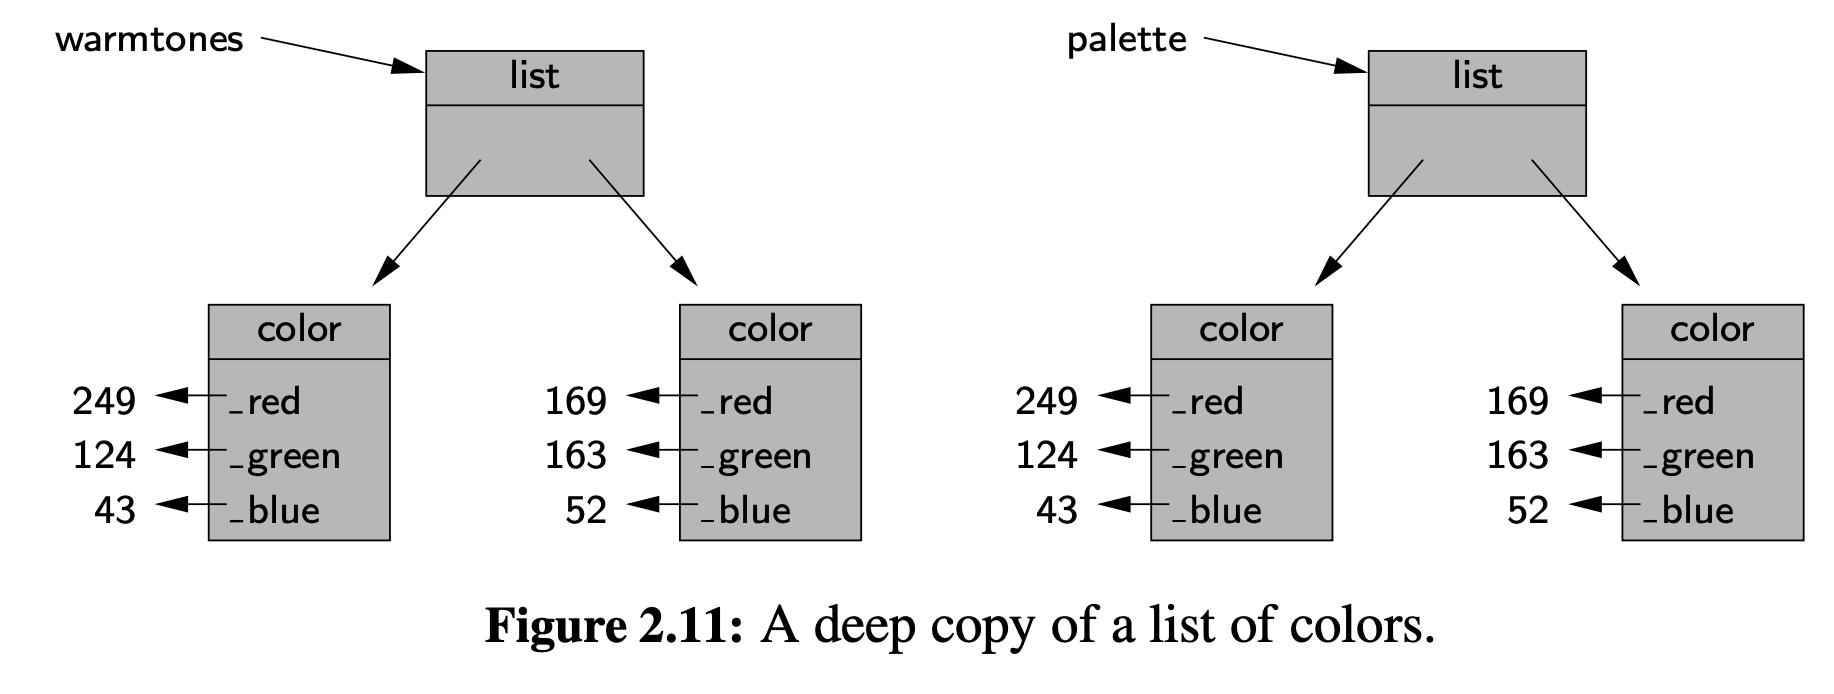 warmtones
list
palette
list
color
color
color
color
249 _red
169 _red
249 _red
169 _red
124 _green
163 _green
124 _green
163 _green
43 _blue
52 _blue
43 _blue
52 _blue
Figure 2.11: A deep copy of a list of colors.